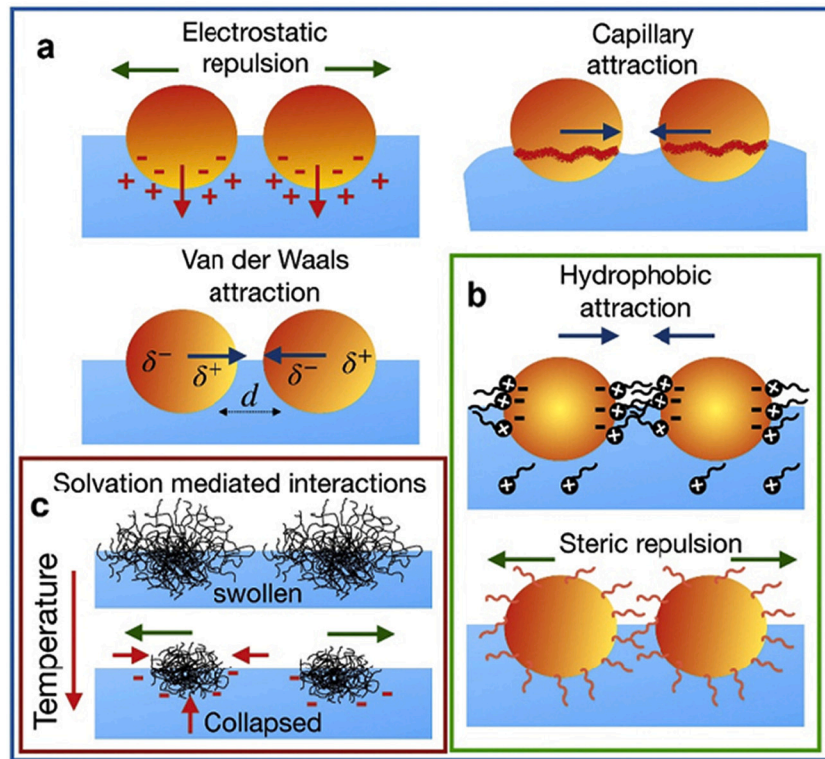 a
Electrostatic
repulsion
Capillary
attraction
- - - - - - - -
+ + + + + + + + + + + +
Van der Waals
attraction
δ⁻ δ⁺ δ⁻ δ⁺
d
b
Hydrophobic
attraction
Steric repulsion
c
Solvation mediated interactions
swollen
Collapsed
Temperature